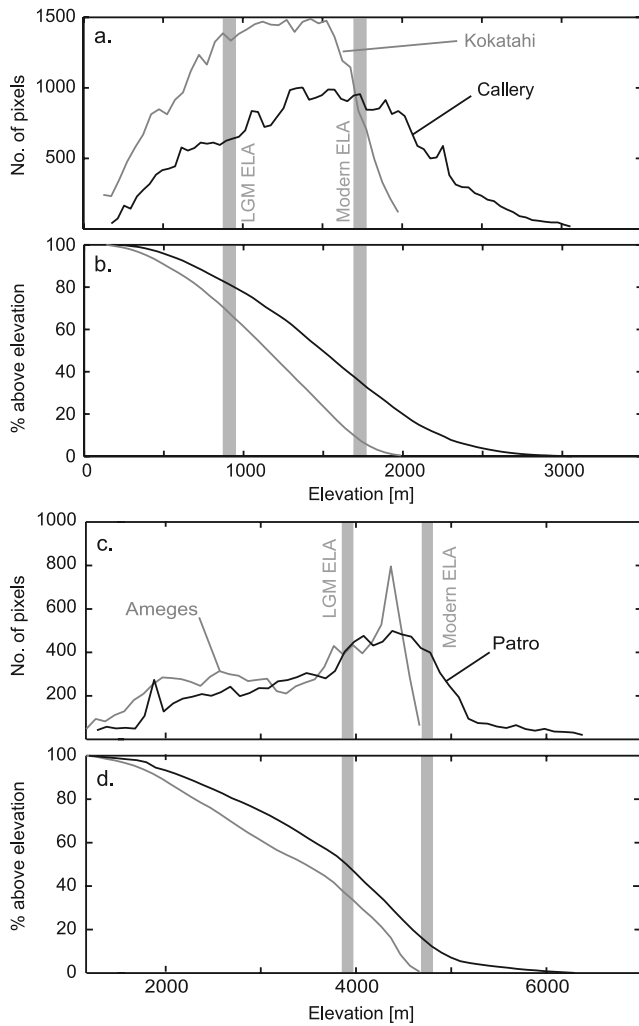 1500
a.
Kokatahi
1000
Callery
No. of pixels
500
LGM ELA
Modern ELA
100
b.
80
60
40
20
0
% above elevation
0
1000
2000
3000
Elevation [m]
1000
c.
800
Ameges
600
LGM ELA
Modern ELA
No. of pixels
400
Patro
200
100
d.
80
60
40
20
0
% above elevation
2000
4000
6000
Elevation [m]